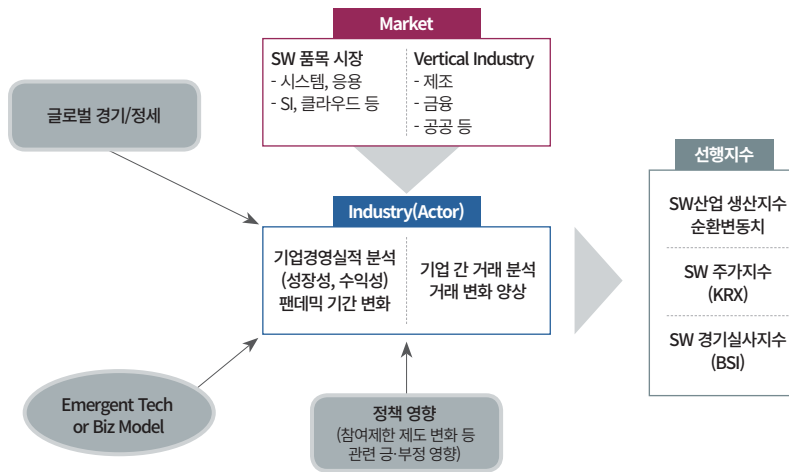 Market
SW 품목 시장
- 시스템, 응용
- SI, 클라우드 등
Vertical Industry
- 제조
- 금융
- 공공 등
글로벌 경기/정세
Industry(Actor)
기업경영실적 분석
(성장성, 수익성)
팬데믹 기간 변화
기업 간 거래 분석
거래 변화 양상
선행지수
SW산업 생산지수
순환변동치
SW 주가지수
(KRX)
SW 경기실사지수
(BSI)
Emergent Tech
or Biz Model
정책 영향
(참여제한 제도 변화 등
관련 긍·부정 영향)